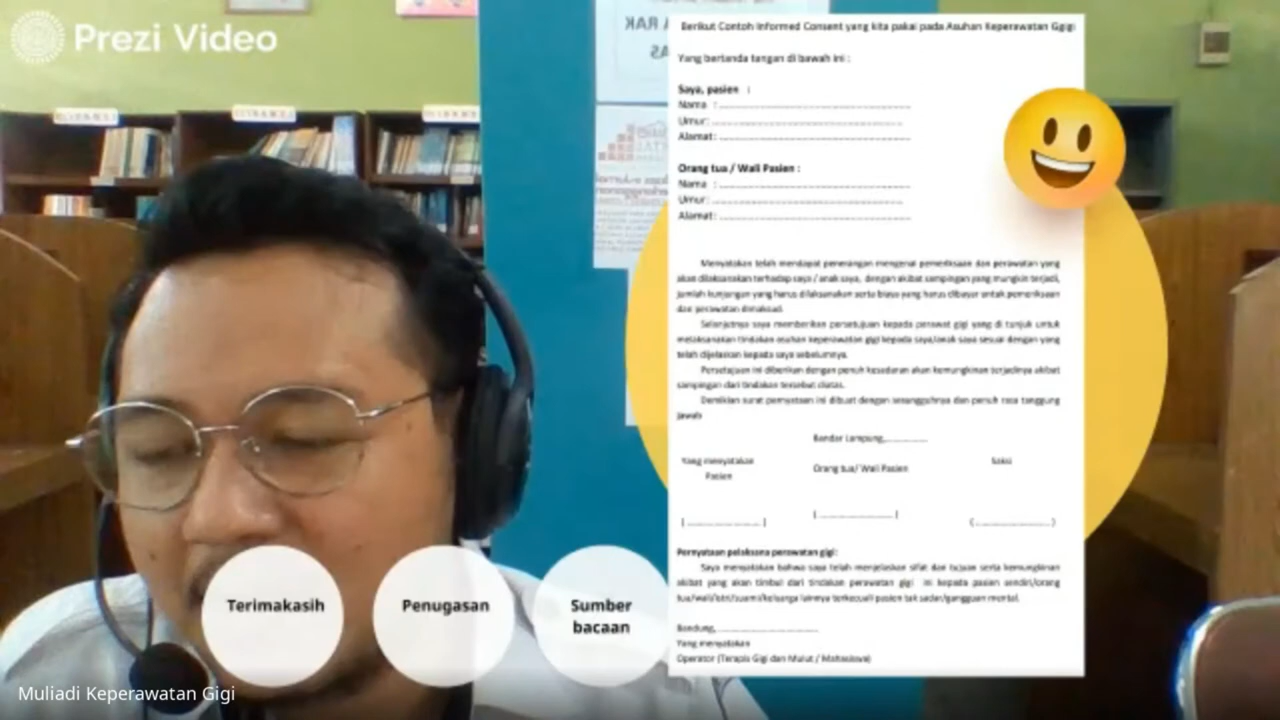 Prezi Video
Berikut Contoh Informed Consent yang kita pakai pada Asuhan Keperawatan Ggigi
Yang bertanda tangan di bawah ini :
Saya, pasien :
Nama :
Umur:
Alamat:
Orang tua / Wali Pasien :
Nama :
Umur:
Alamat:
Menyatakan telah mendapat penerangan mengenai pemeriksaan dan perawatan yang
akan dilaksanakan terhadap saya / anak saya, dengan akibat sampingan yang mungkin terjadi,
jumlah kunjungan yang harus dilaksanakan serta biaya yang harus dibayar untuk pemeriksaan
dan perawatan dimaksud.
Selanjutnya saya memberikan persetujuan kepada perawat gigi yang di tunjuk untuk
melaksanakan tindakan asuhan keperawatan gigi kepada saya/anak saya sesuai dengan yang
telah dijelaskan kepada saya sebelumnya.
Persetujuan ini diberikan dengan penuh kesadaran akan kemungkinan terjadinya akibat
sampingan dari tindakan tersebut diatas.
Demikian surat pernyataan ini dibuat dengan sesungguhnya dan penuh rasa tanggung
jawab
Bandar Lampung,
Yang menyatakan
Pasien
Orang tua/ Wali Pasien
Saksi
(........................)
(........................)
(........................)
Pernyataan pelaksana perawatan gigi:
Saya menyatakan bahwa saya telah menjelaskan sifat dan tujuan serta kemungkinan
akibat yang akan timbul dari tindakan perawatan gigi ini kepada pasien sendiri/orang
tua/wali/istri/suami/keluarga lainnya terkecuali pasien tak sadar/gangguan mental.
Bandung,
Yang menyatakan
Operator (Terapis Gigi dan Mulut / Mahasiswa)
Terimakasih
Penugasan
Sumber
bacaan
Muliadi Keperawatan Gigi